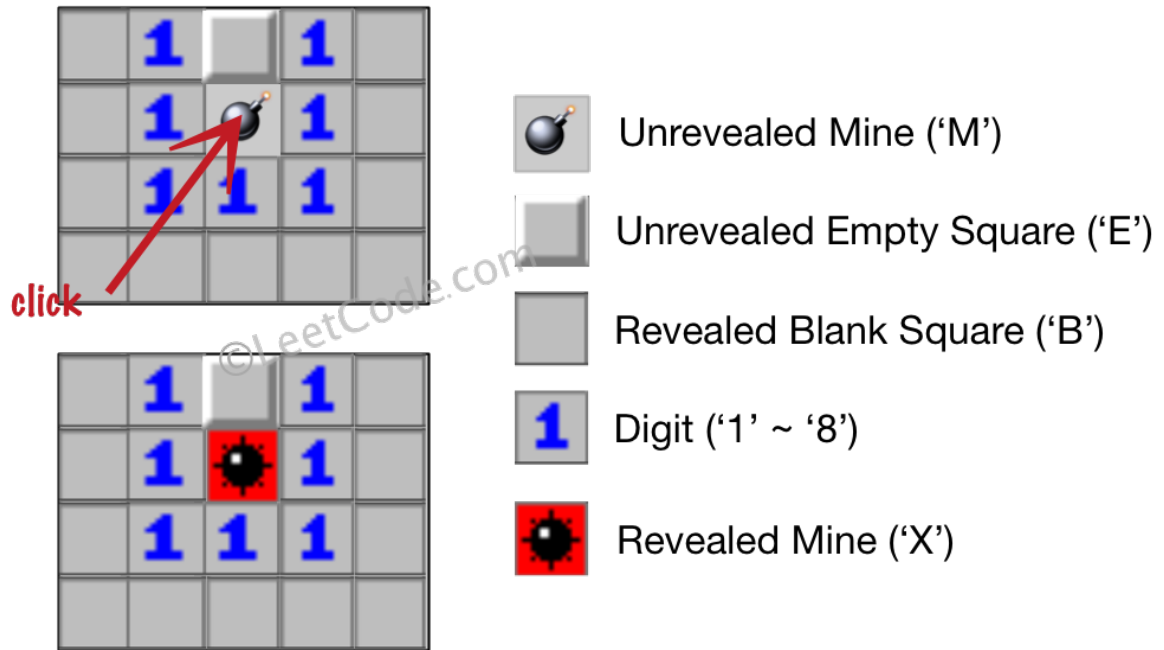 1 1
1 1
1 1 1
click
©LeetCode.com
1 1
1 1
1 1 1
Unrevealed Mine (‘M’)
Unrevealed Empty Square (‘E’)
Revealed Blank Square (‘B’)
1 Digit (‘1’ ~ ‘8’)
Revealed Mine (‘X’)